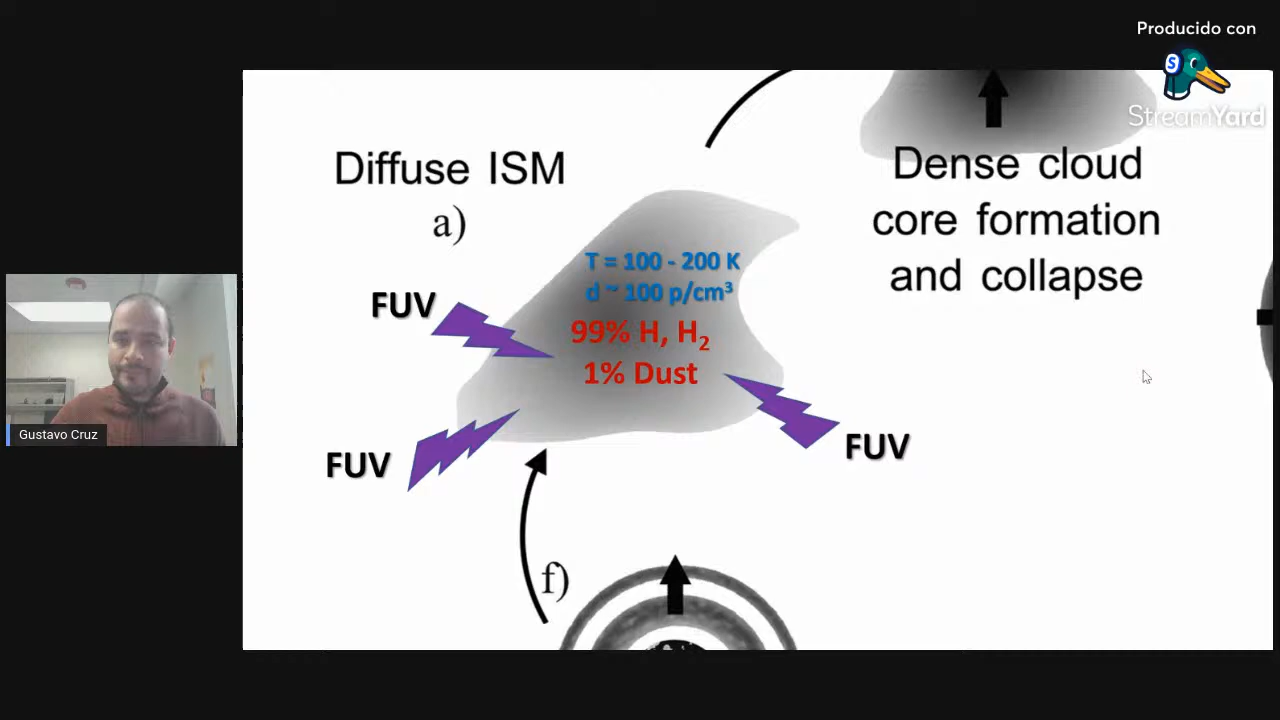 Producido con
StreamYard
Diffuse ISM
a)
Dense cloud
core formation
and collapse
T = 100 - 200 K
d ~ 100 p/cm³
FUV
99% H, H₂
1% Dust
FUV
FUV
Gustavo Cruz
f)